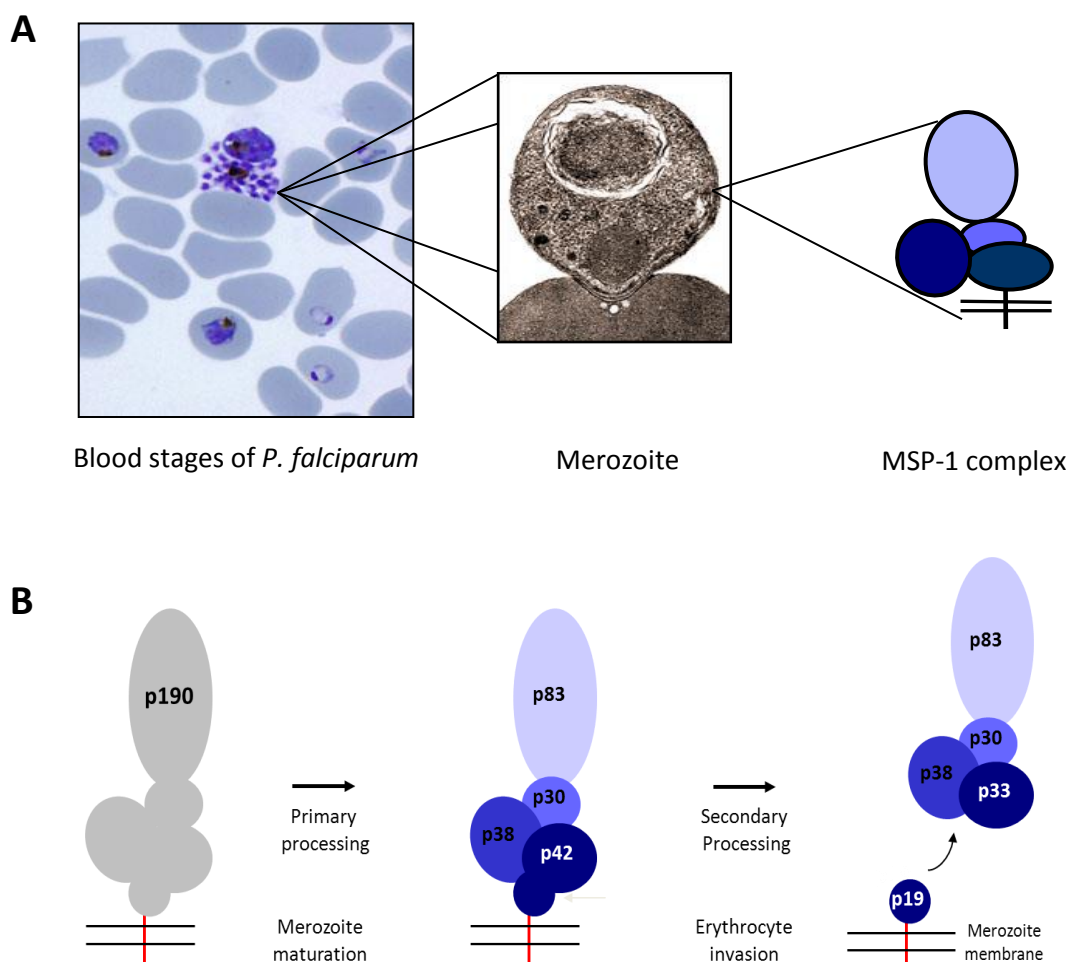 A
Blood stages of P. falciparum
Merozoite
MSP-1 complex
B
p190
Primary
processing
Merozoite
maturation
p83
p30
p38
p42
Secondary
Processing
Erythrocyte
invasion
p83
p30
p38
p33
p19
Merozoite
membrane